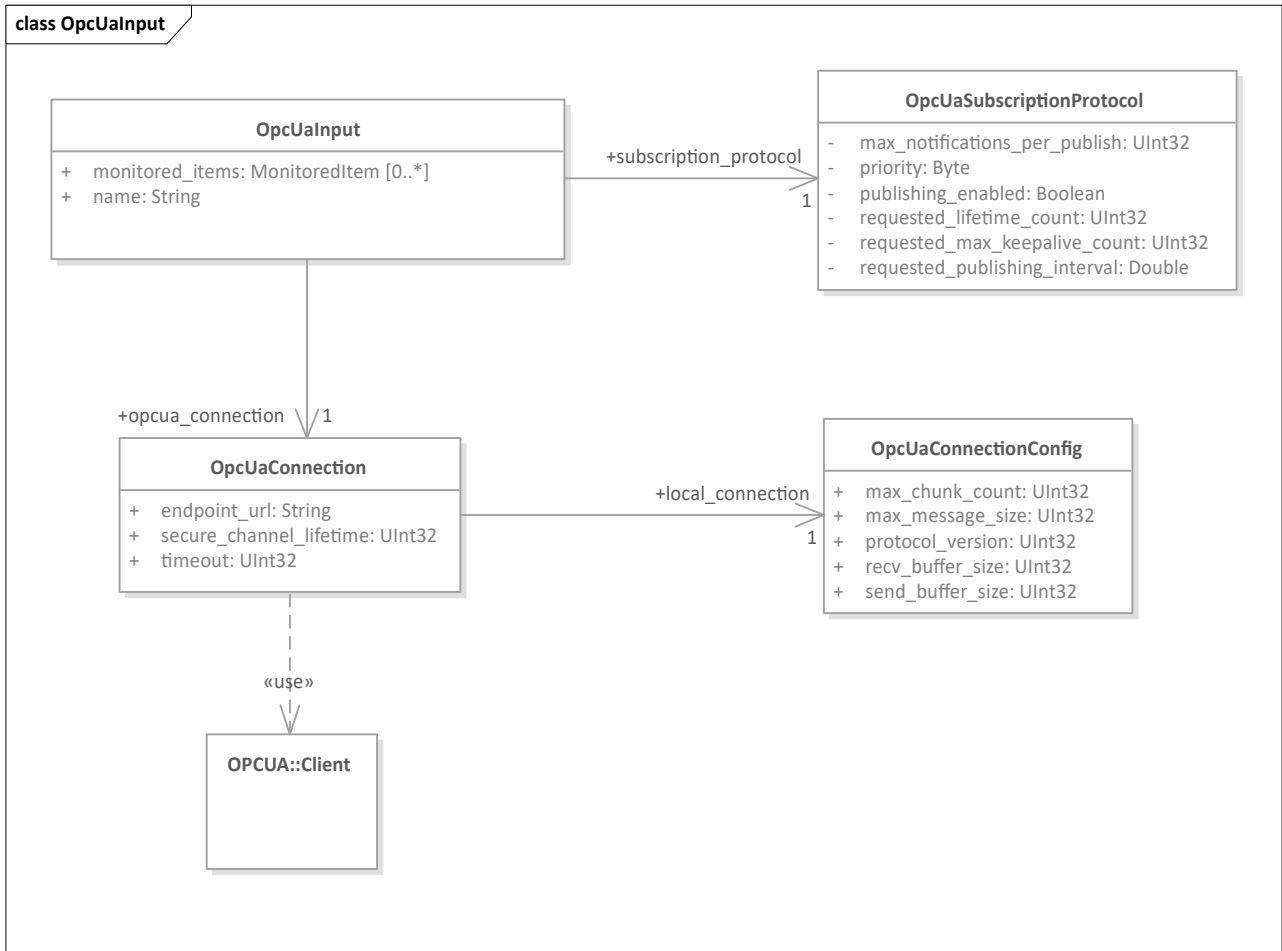 class OpcUaInput
OpcUaInput
+ monitored_items: MonitoredItem [0..*]
+ name: String
+subscription_protocol
1
OpcUaSubscriptionProtocol
- max_notifications_per_publish: UInt32
- priority: Byte
- publishing_enabled: Boolean
- requested_lifetime_count: UInt32
- requested_max_keepalive_count: UInt32
- requested_publishing_interval: Double
+opcua_connection
1
OpcUaConnection
+ endpoint_url: String
+ secure_channel_lifetime: UInt32
+ timeout: UInt32
+local_connection
1
OpcUaConnectionConfig
+ max_chunk_count: UInt32
+ max_message_size: UInt32
+ protocol_version: UInt32
+ recv_buffer_size: UInt32
+ send_buffer_size: UInt32
«use»
OPCUA::Client